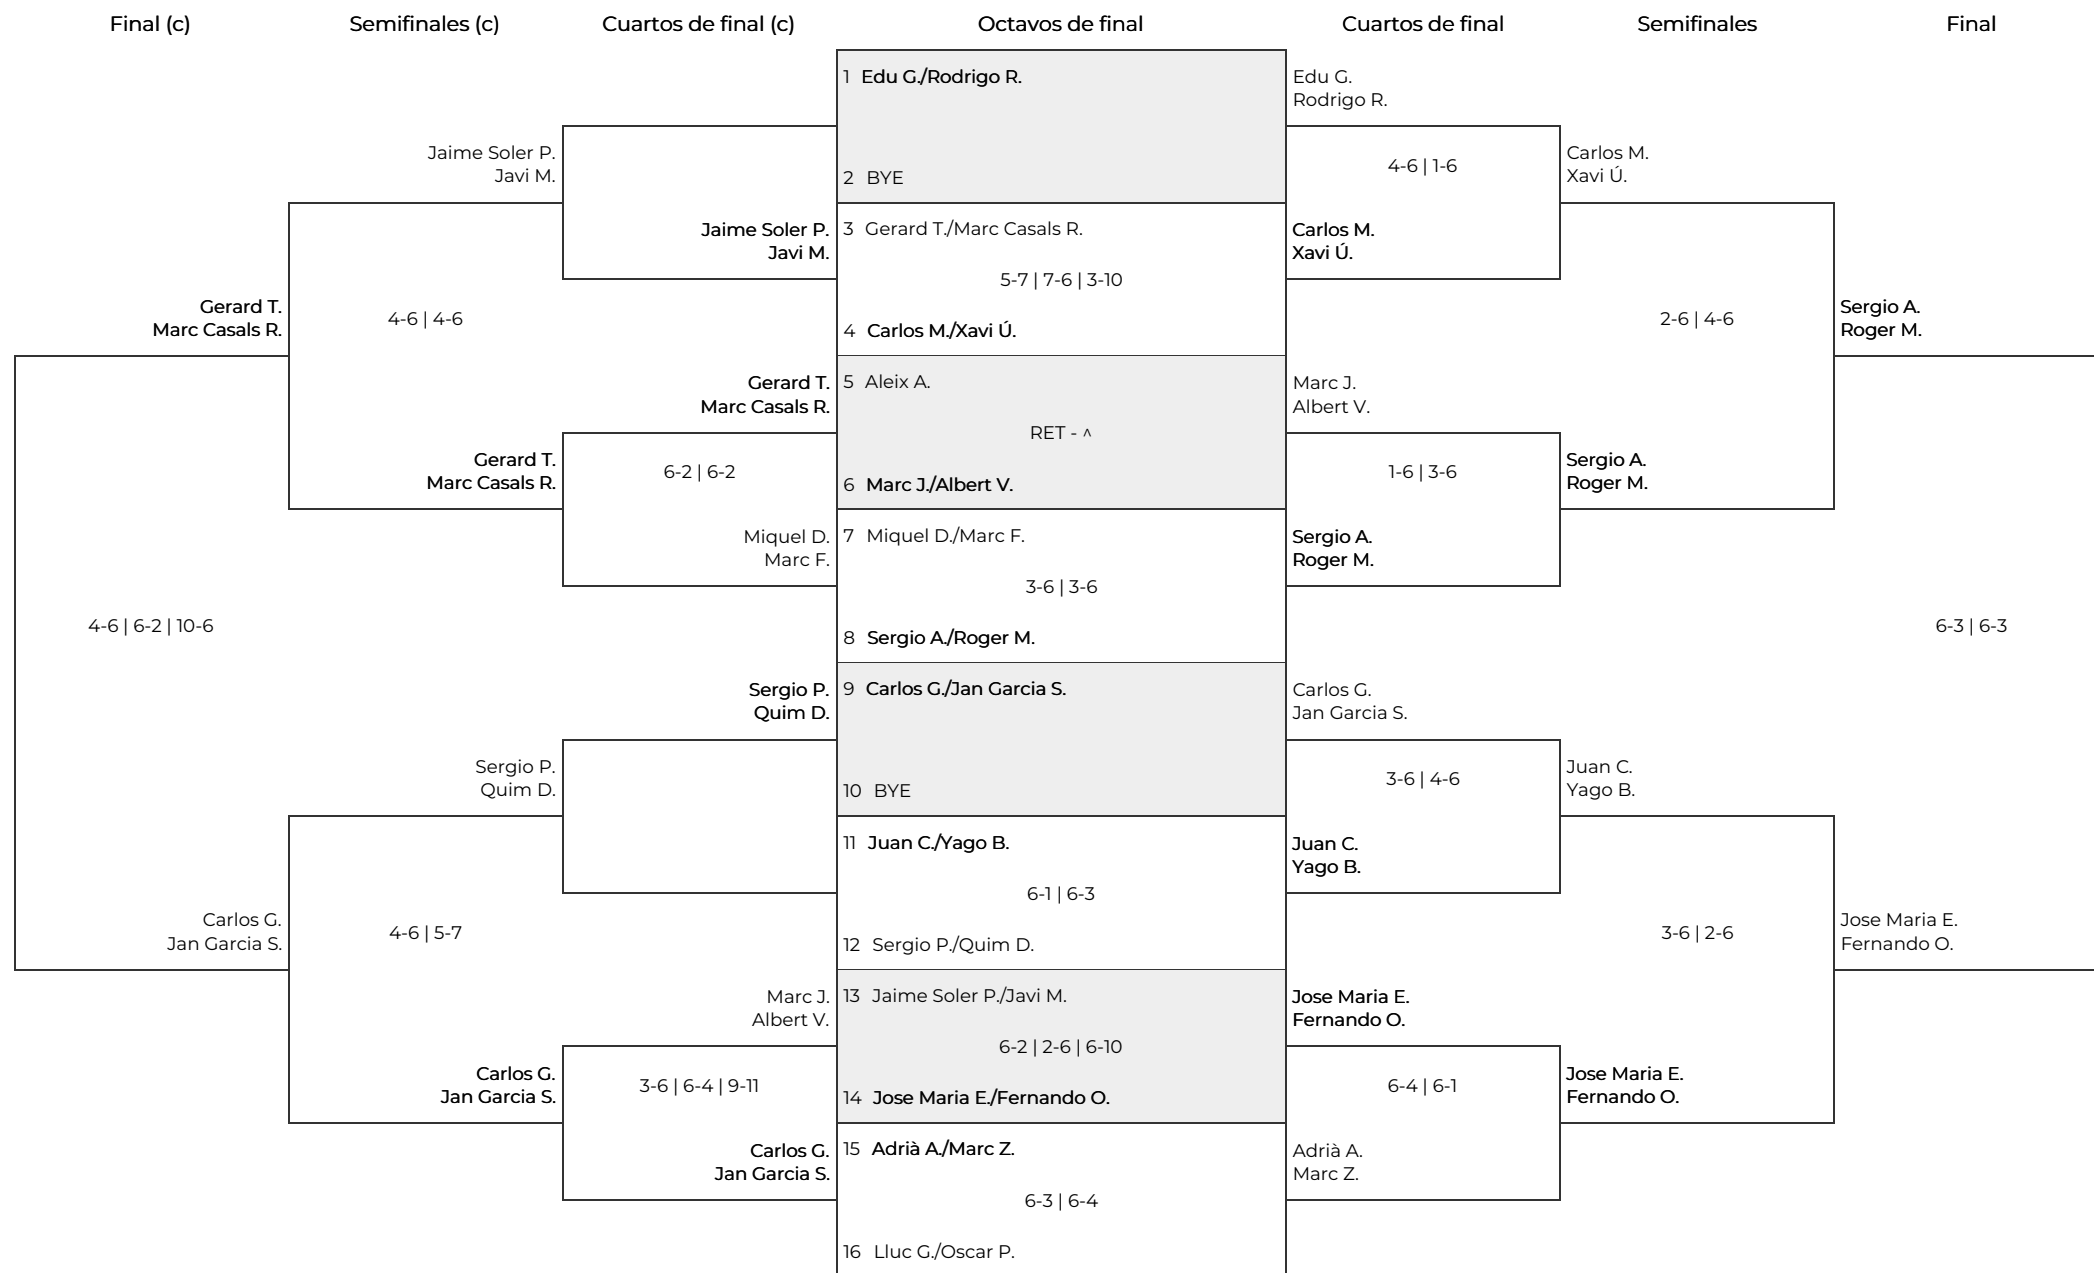 Final (c)
Semifinales (c)
Cuartos de final (c)
Octavos de final
Cuartos de final
Semifinales
Final
Gerard T.
Marc Casals R.
4-6 | 6-2 | 10-6
Carlos G.
Jan Garcia S.
Jaime Soler P.
Javi M.
4-6 | 4-6
Gerard T.
Marc Casals R.
Sergio P.
Quim D.
4-6 | 5-7
Carlos G.
Jan Garcia S.
Jaime Soler P.
Javi M.
Gerard T.
Marc Casals R.
6-2 | 6-2
Miquel D.
Marc F.
Sergio P.
Quim D.
Marc J.
Albert V.
3-6 | 6-4 | 9-11
Carlos G.
Jan Garcia S.
1 Edu G./Rodrigo R.
2 BYE
3 Gerard T./Marc Casals R.
5-7 | 7-6 | 3-10
4 Carlos M./Xavi Ú.
5 Aleix A.
RET - ^
6 Marc J./Albert V.
7 Miquel D./Marc F.
3-6 | 3-6
8 Sergio A./Roger M.
9 Carlos G./Jan Garcia S.
10 BYE
11 Juan C./Yago B.
6-1 | 6-3
12 Sergio P./Quim D.
13 Jaime Soler P./Javi M.
6-2 | 2-6 | 6-10
14 Jose Maria E./Fernando O.
15 Adrià A./Marc Z.
6-3 | 6-4
16 Lluc G./Oscar P.
Edu G.
Rodrigo R.
4-6 | 1-6
Carlos M.
Xavi Ú.
Marc J.
Albert V.
1-6 | 3-6
Sergio A.
Roger M.
Carlos G.
Jan Garcia S.
3-6 | 4-6
Juan C.
Yago B.
Jose Maria E.
Fernando O.
6-4 | 6-1
Adrià A.
Marc Z.
Carlos M.
Xavi Ú.
2-6 | 4-6
Sergio A.
Roger M.
Juan C.
Yago B.
3-6 | 2-6
Jose Maria E.
Fernando O.
Sergio A.
Roger M.
6-3 | 6-3
Jose Maria E.
Fernando O.